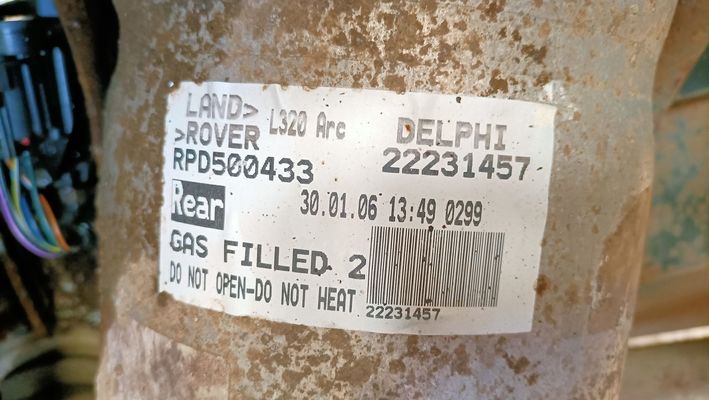 LAND>
>ROVER L320 Arc DELPHI
RPD500433 22231457
Rear 30.01.06 13:49 0299
GAS FILLED 2
DO NOT OPEN-DO NOT HEAT
22231457